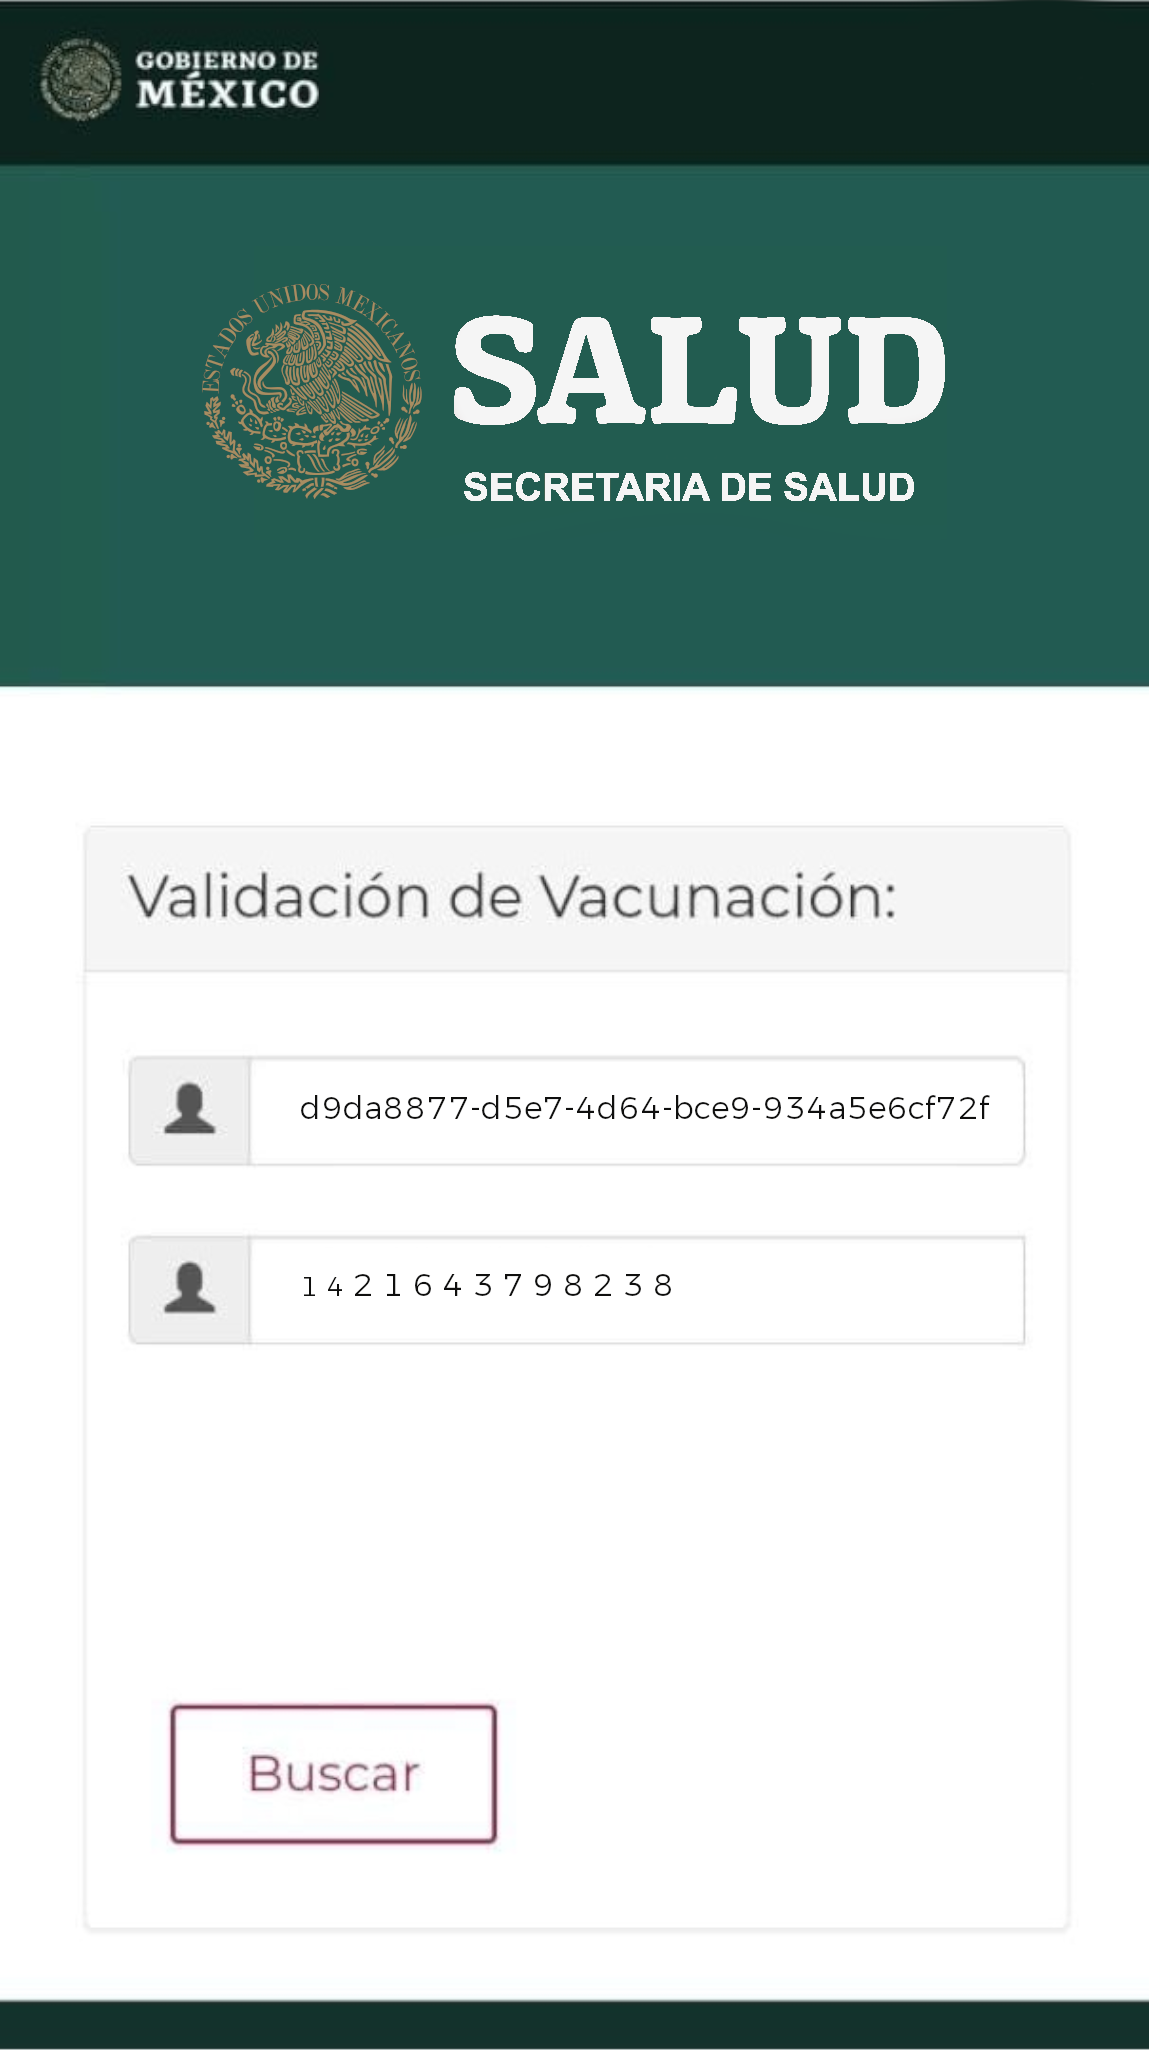 GOBIERNO DE
MÉXICO
ESTADOS UNIDOS MEXICANOS
SALUD
SECRETARIA DE SALUD
Validación de Vacunación:
d9da8877-d5e7-4d64-bce9-934a5e6cf72f
1 4 2 1 6 4 3 7 9 8 2 3 8
Buscar